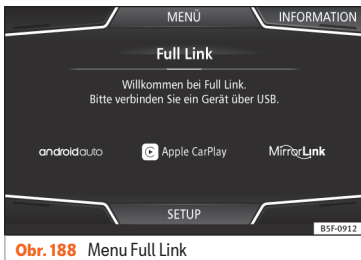 MENÜ
INFORMATION
Full Link
Willkommen bei Full Link.
Bitte verbinden Sie ein Gerät über USB.
androidauto
Apple CarPlay
MirrorLink
SETUP
B5F-0912
Obr. 188 Menu Full Link